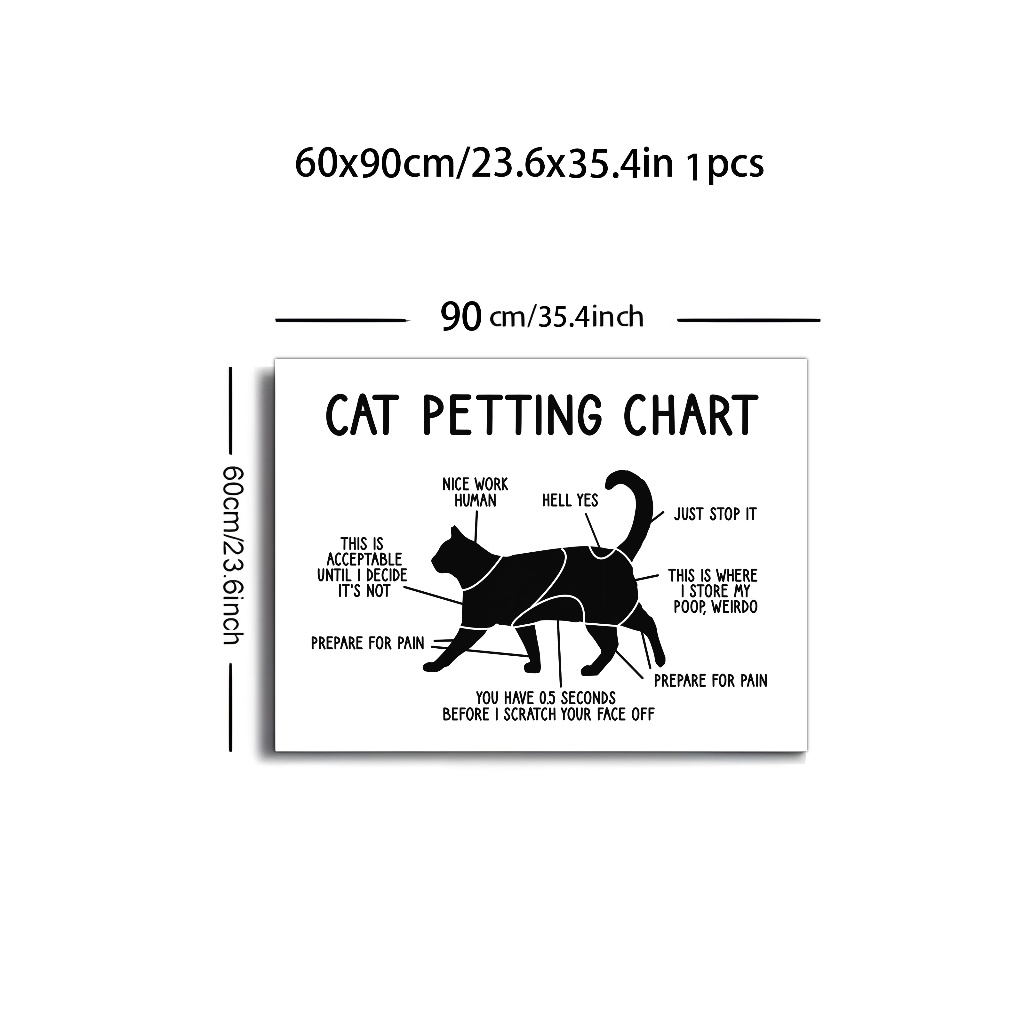 60x90cm/23.6x35.4in 1pcs
90 cm/35.4inch
60cm/23.6inch
CAT PETTING CHART
NICE WORK
HUMAN
HELL YES
JUST STOP IT
THIS IS
ACCEPTABLE
UNTIL I DECIDE
IT'S NOT
THIS IS WHERE
I STORE MY
POOP, WEIRDO
PREPARE FOR PAIN
PREPARE FOR PAIN
YOU HAVE 0.5 SECONDS
BEFORE I SCRATCH YOUR FACE OFF